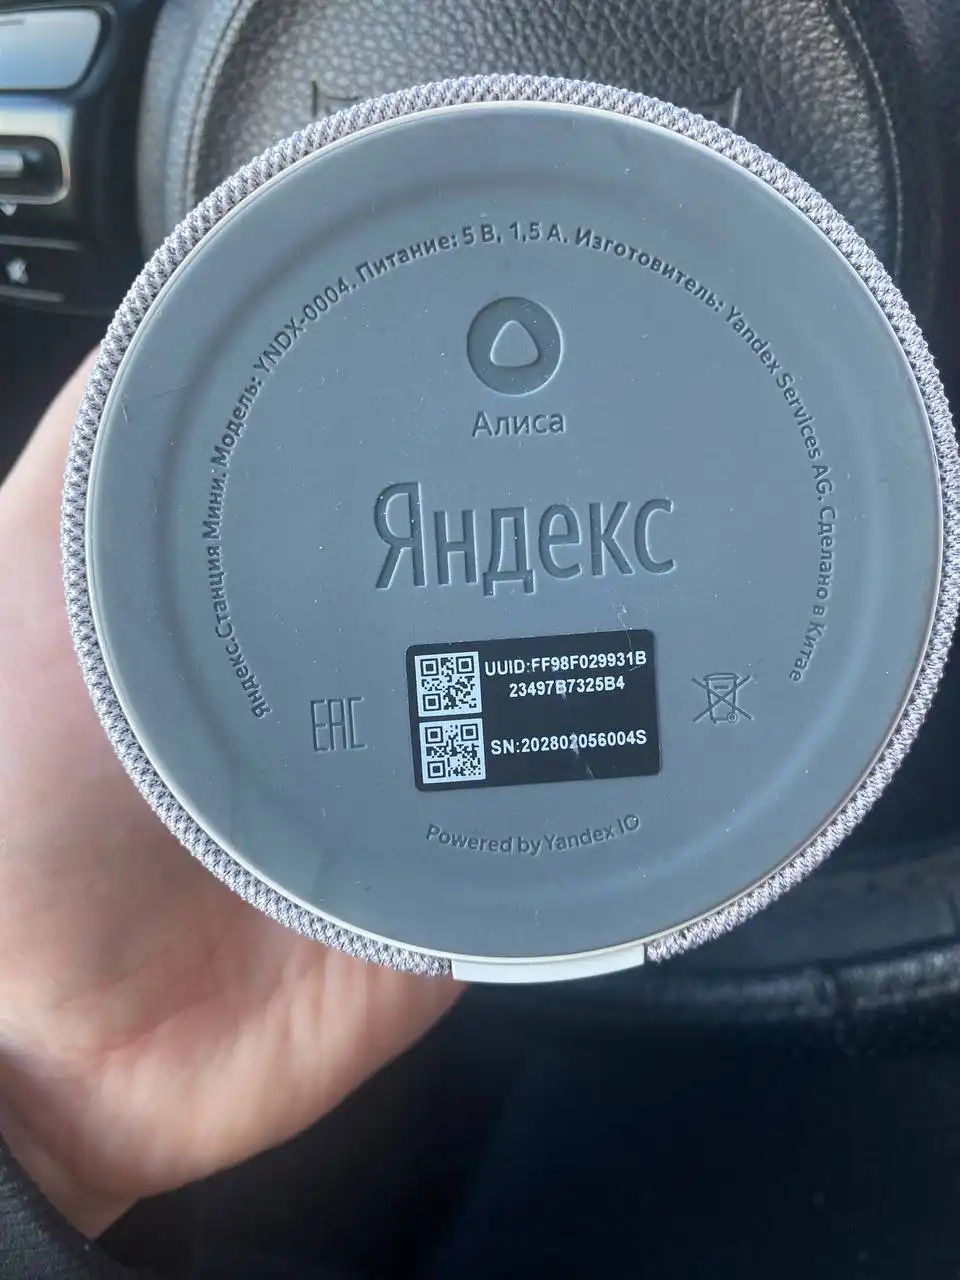 Яндекс.Станция Мини. Модель: YNDX-0004. Питание: 5 В, 1,5 А. Изготовитель: Yandex Services AG. Сделано в Китае
Алиса
Яндекс
UUID:FF98F029931B
23497B7325B4
SN:202802056004S
EAC
Powered by Yandex IO